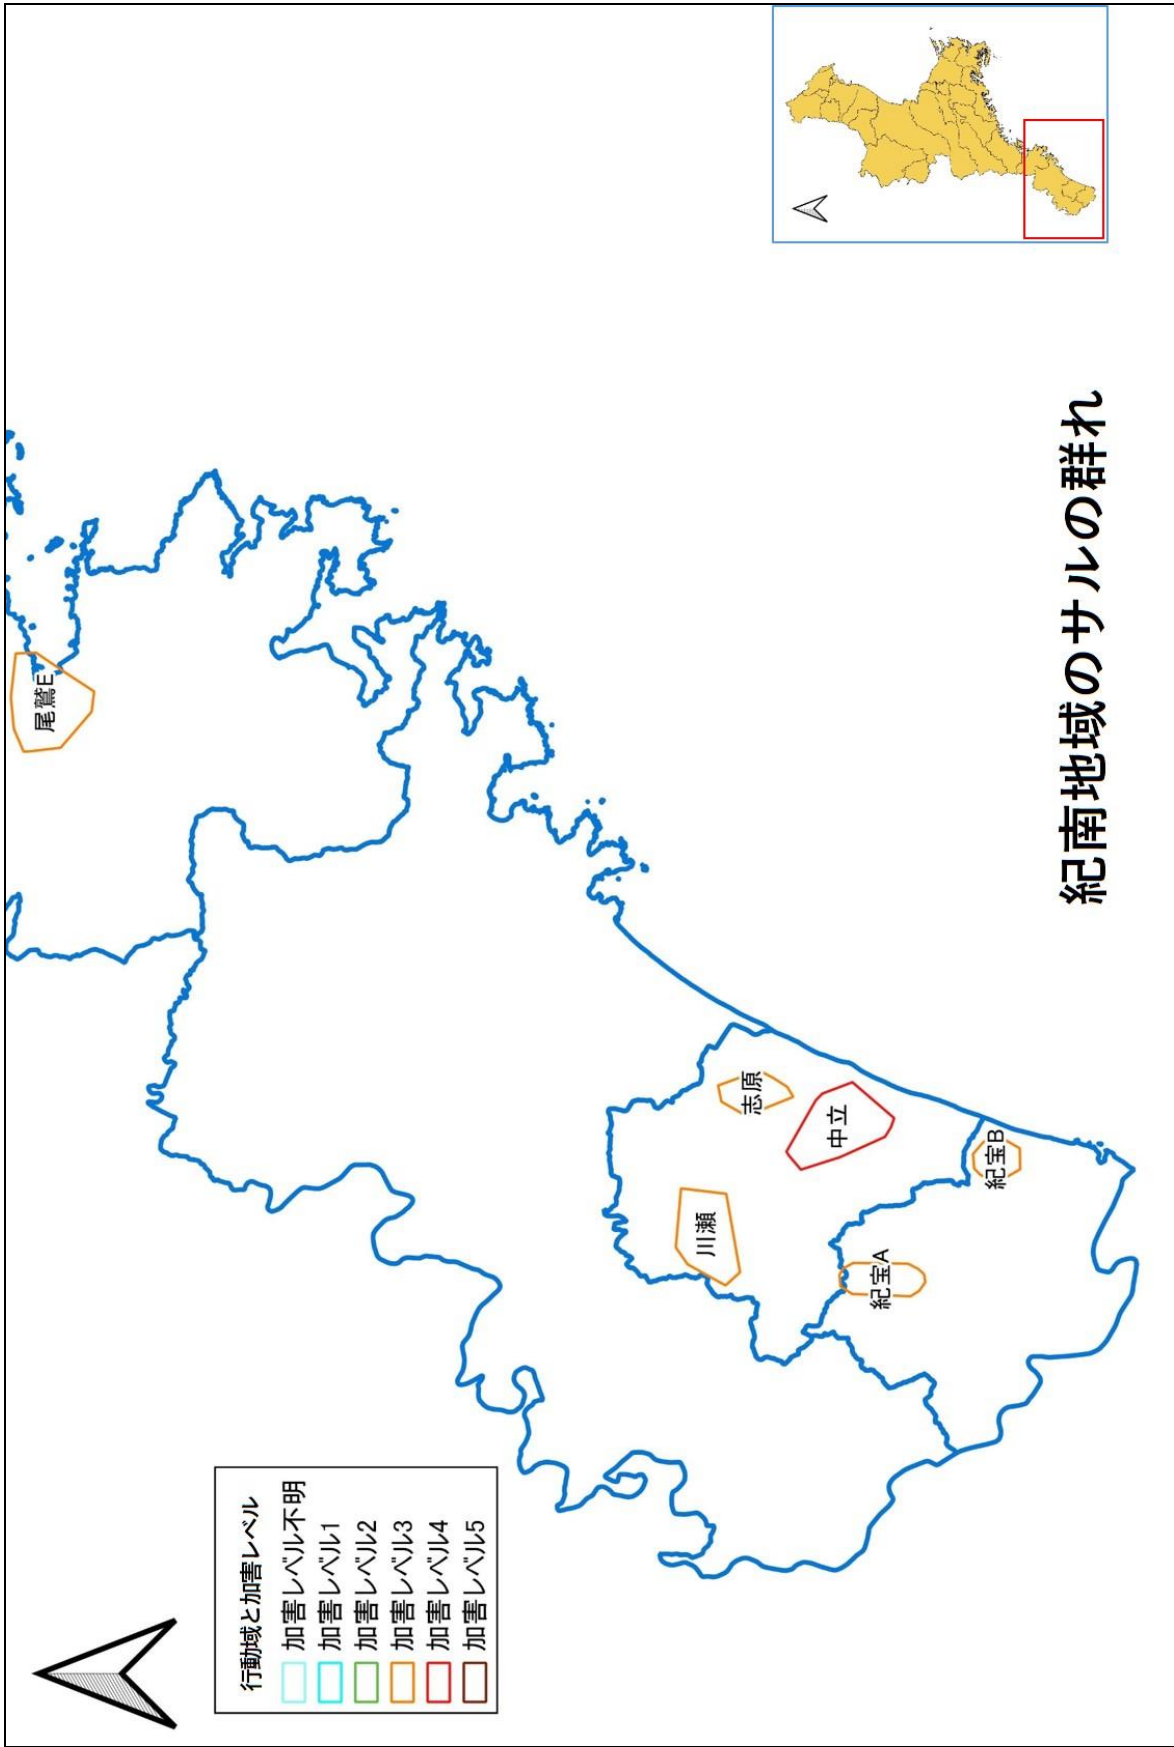 紀南地域のサルの群れ
行動域と加害レベル
加害レベル不明
加害レベル1
加害レベル2
加害レベル3
加害レベル4
加害レベル5
尾鷲E
志原
中立
川瀬
紀宝B
紀宝A